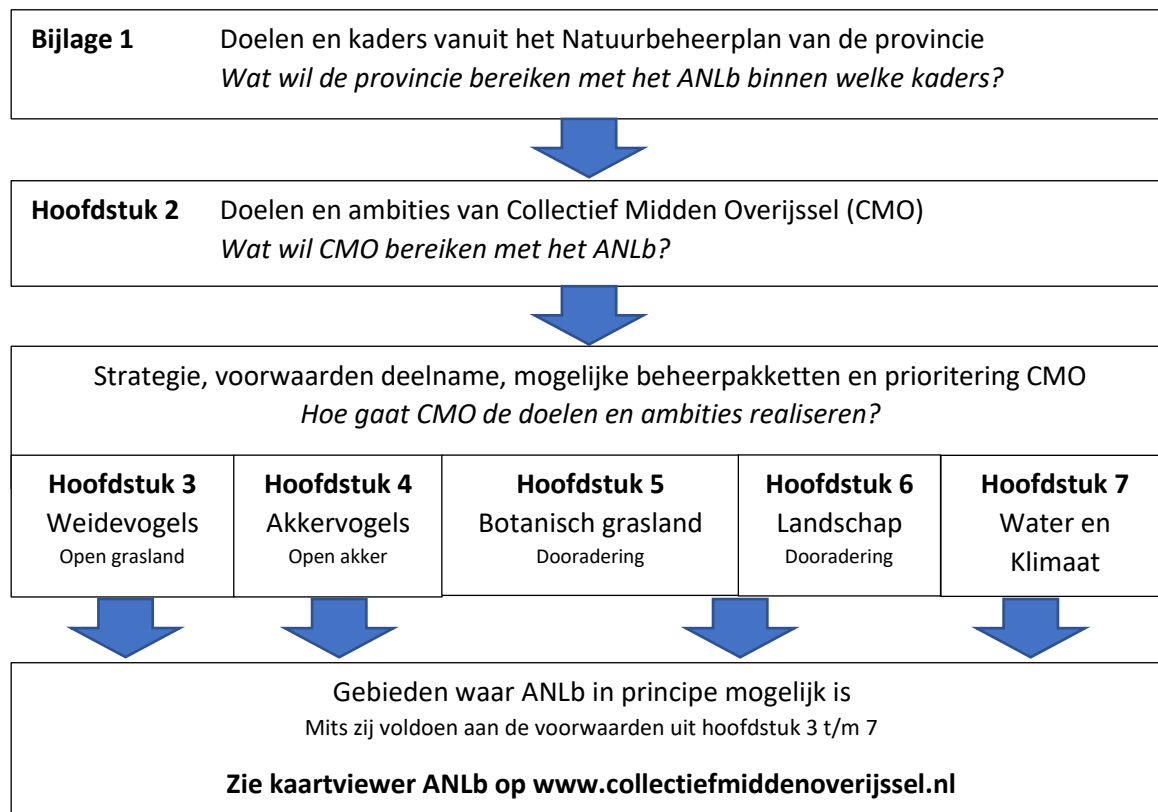 Bijlage 1 Doelen en kaders vanuit het Natuurbeheerplan van de provincie
Wat wil de provincie bereiken met het ANLb binnen welke kaders?
Hoofdstuk 2 Doelen en ambities van Collectief Midden Overijssel (CMO)
Wat wil CMO bereiken met het ANLb?
Strategie, voorwaarden deelname, mogelijke beheerpakketten en prioritering CMO
Hoe gaat CMO de doelen en ambities realiseren?
Hoofdstuk 3
Weidevogels
Open grasland
Hoofdstuk 4
Akkervogels
Open akker
Hoofdstuk 5
Botanisch grasland
Dooradering
Hoofdstuk 6
Landschap
Dooradering
Hoofdstuk 7
Water en
Klimaat
Gebieden waar ANLb in principe mogelijk is
Mits zij voldoen aan de voorwaarden uit hoofdstuk 3 t/m 7
Zie kaartviewer ANLb op www.collectiefmiddenoverijssel.nl